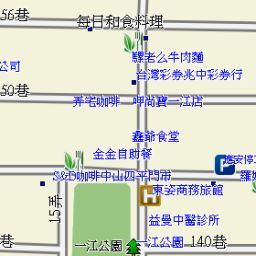 56巷
每日和食料理
驛老么牛肉麵
公司
台灣彩券兆中彩券行
50巷
弄宅咖啡
呷尚寶一江店
鑫爺食堂
金金自助餐
S&D咖啡中山四平門市
15弄
東姿商務旅館
益曼中醫診所
一江公園
一江公園
140巷
巷
P
H